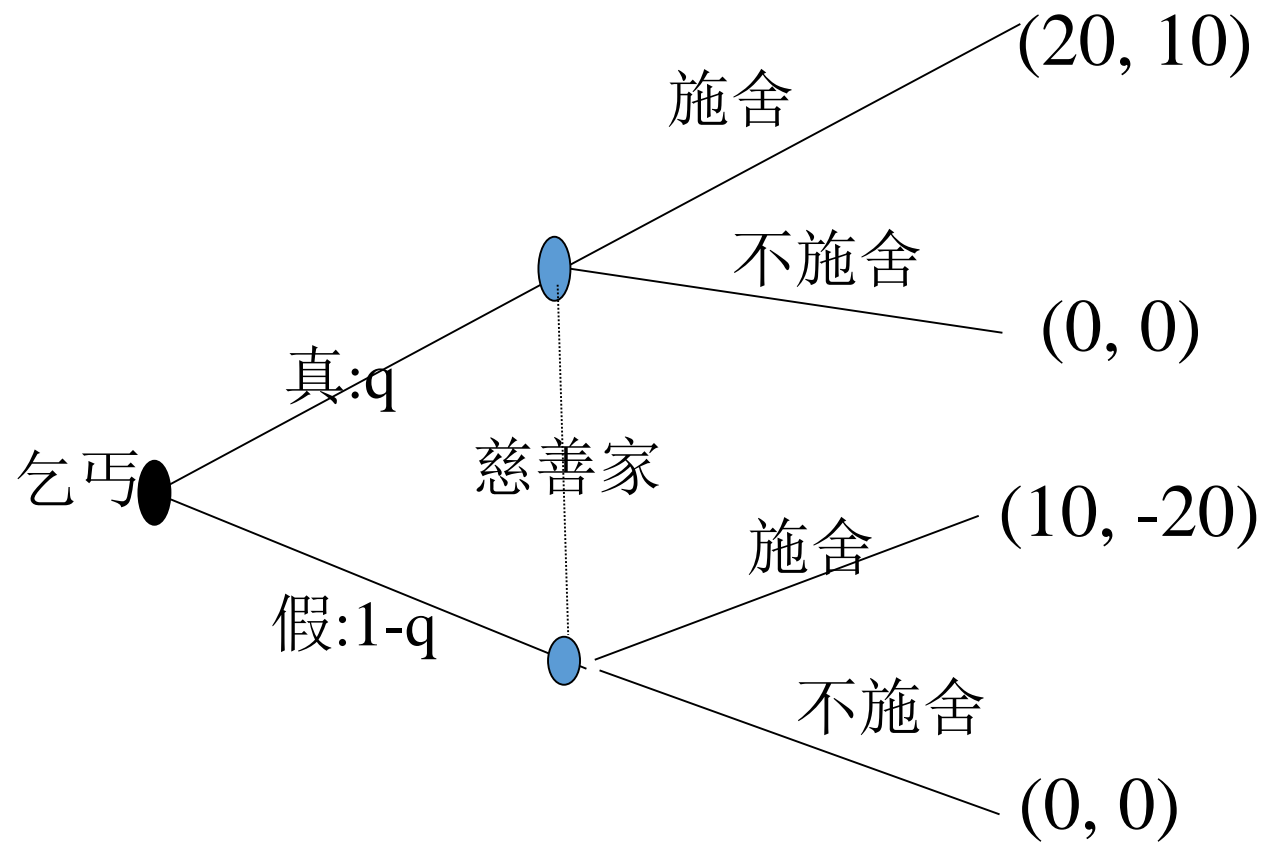 (20, 10)
施舍
不施舍
(0, 0)
真:q
乞丐
慈善家
(10, -20)
施舍
假:1-q
不施舍
(0, 0)